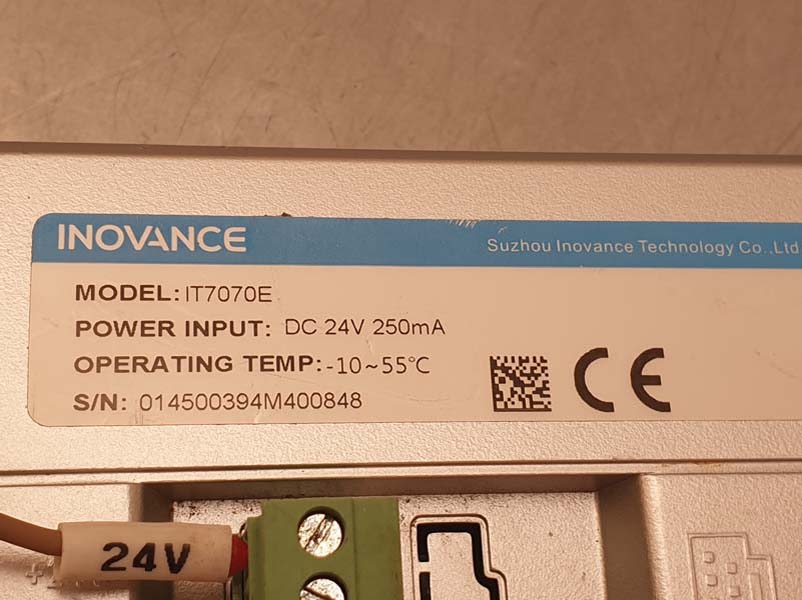 INOVANCE
Suzhou Inovance Technology Co.,Ltd
MODEL: IT7070E
POWER INPUT: DC 24V 250mA
OPERATING TEMP:-10~55℃
S/N: 014500394M400848
CE
24V